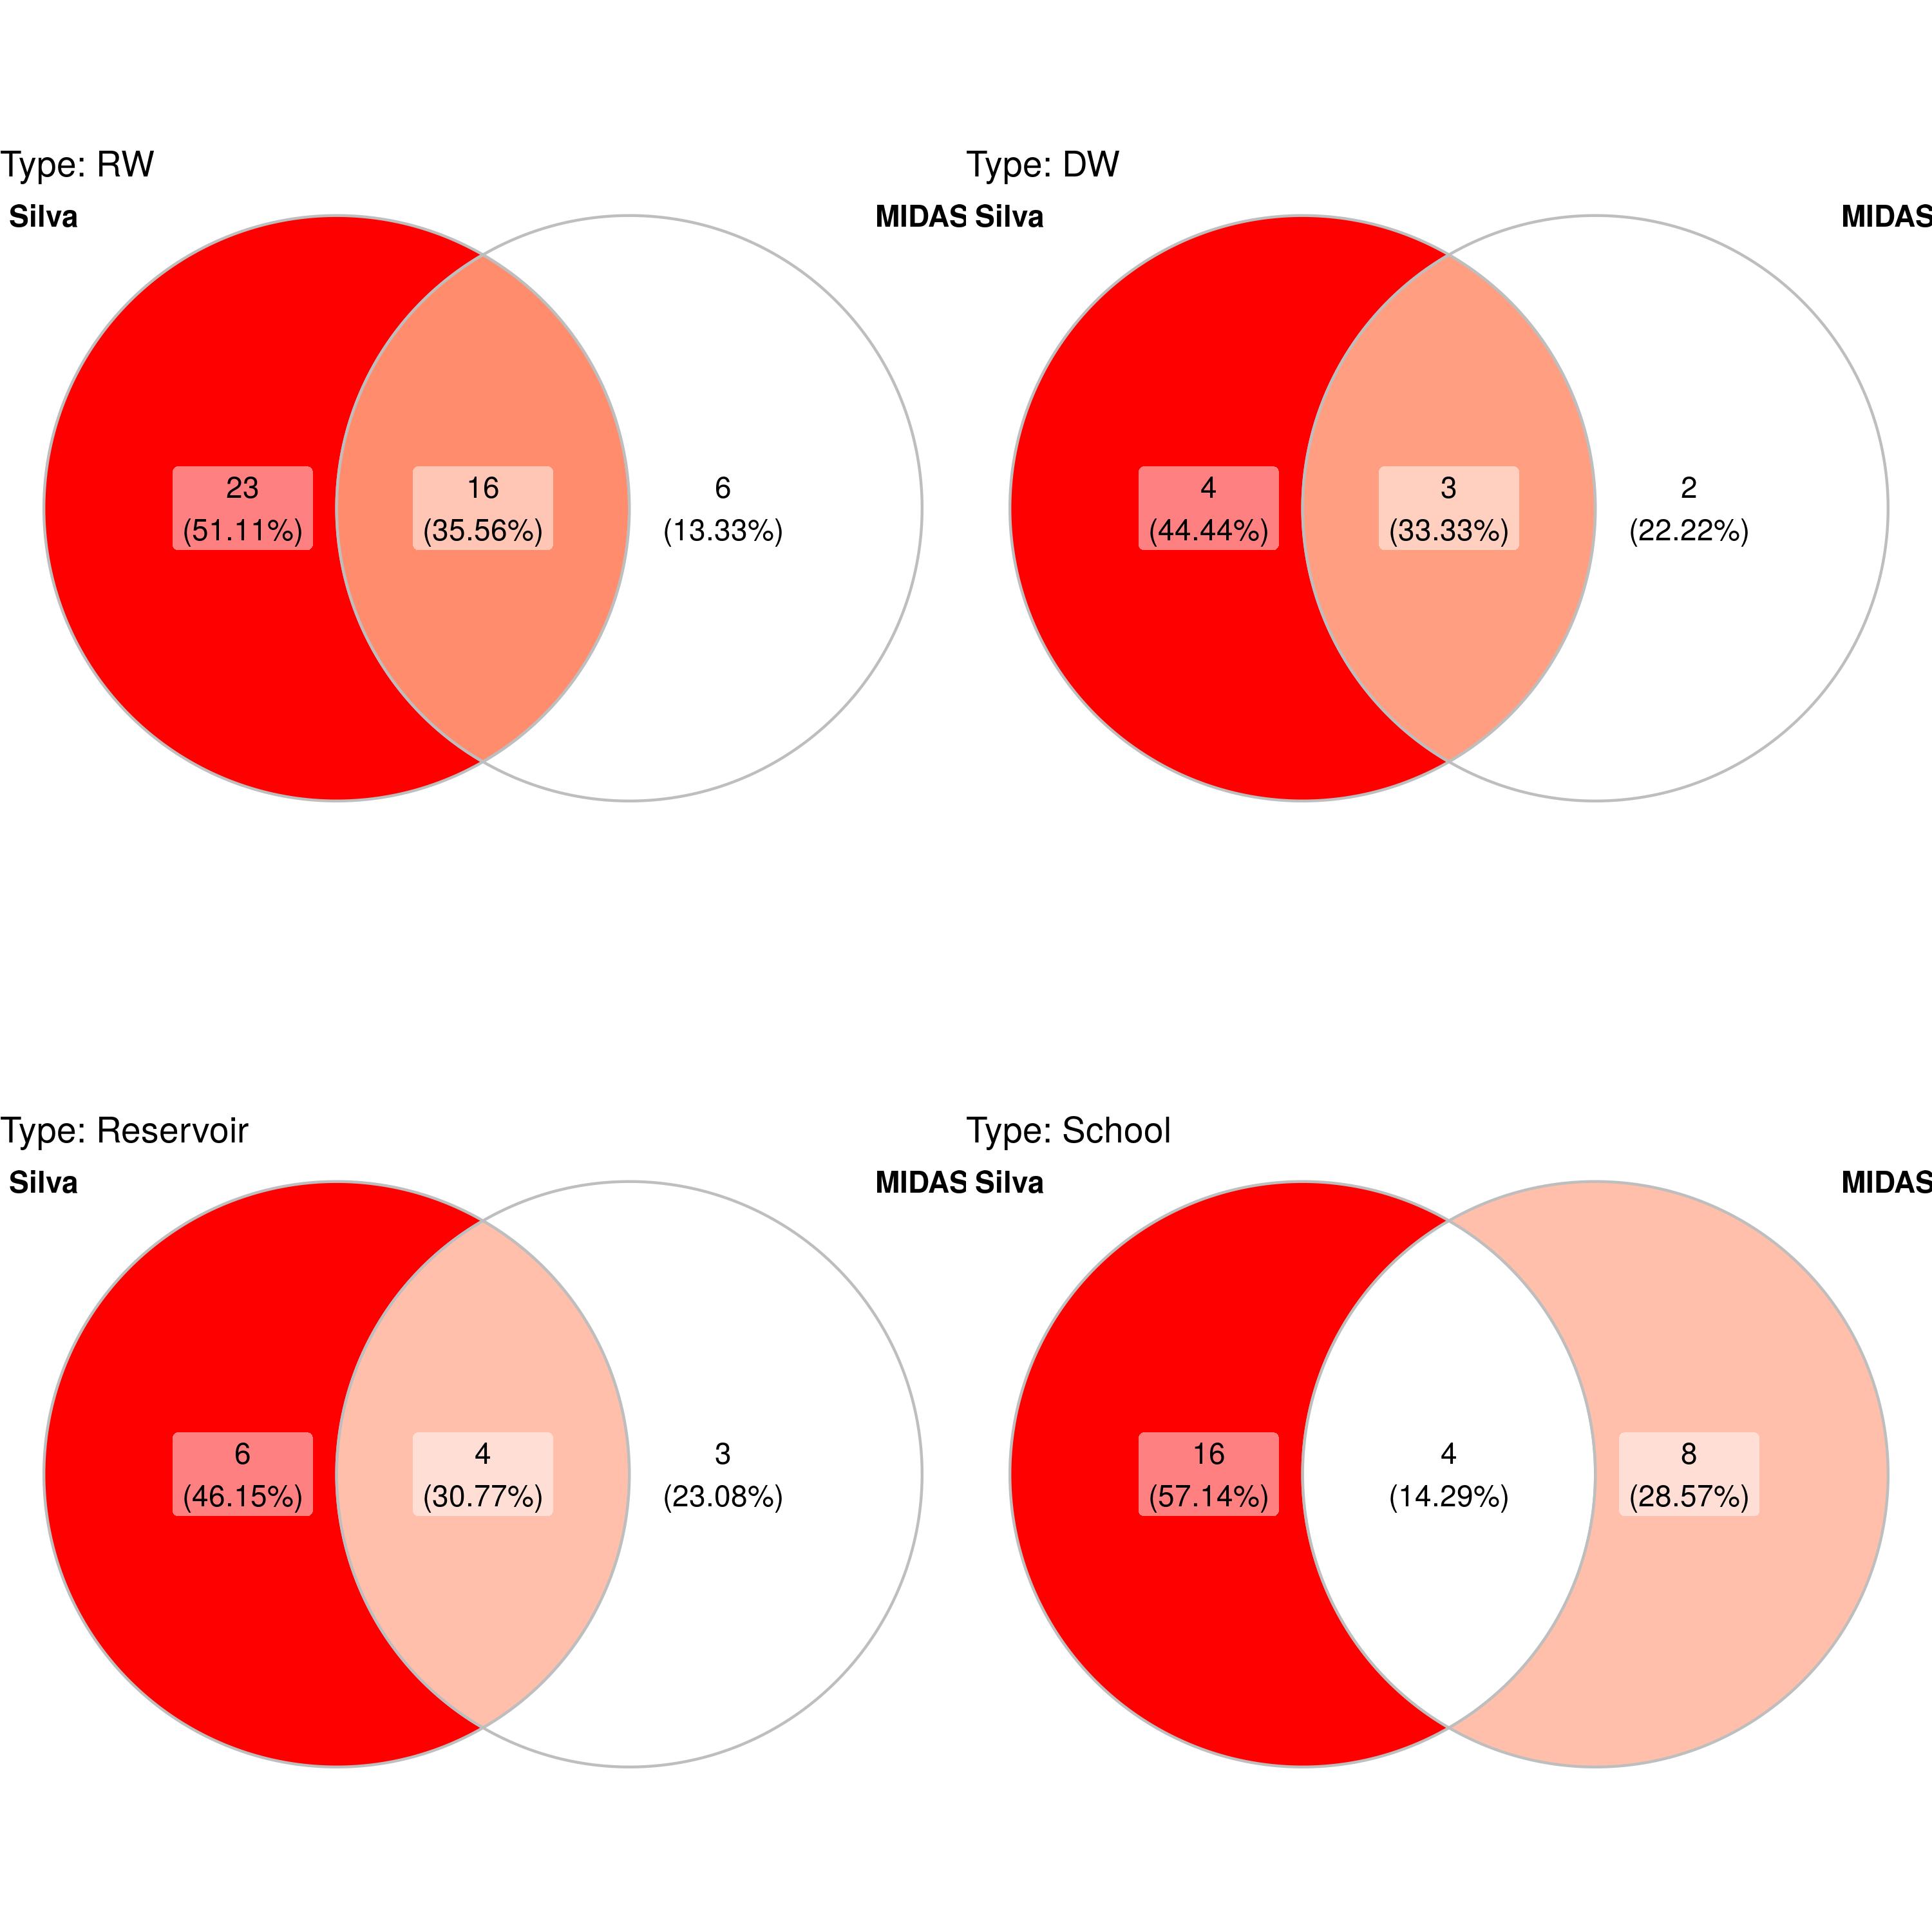 Type: RW
Silva
MIDAS
23
(51.11%)
16
(35.56%)
6
(13.33%)
Type: DW
Silva
MIDAS
4
(44.44%)
3
(33.33%)
2
(22.22%)
Type: Reservoir
Silva
MIDAS
6
(46.15%)
4
(30.77%)
3
(23.08%)
Type: School
Silva
MIDAS
16
(57.14%)
4
(14.29%)
8
(28.57%)